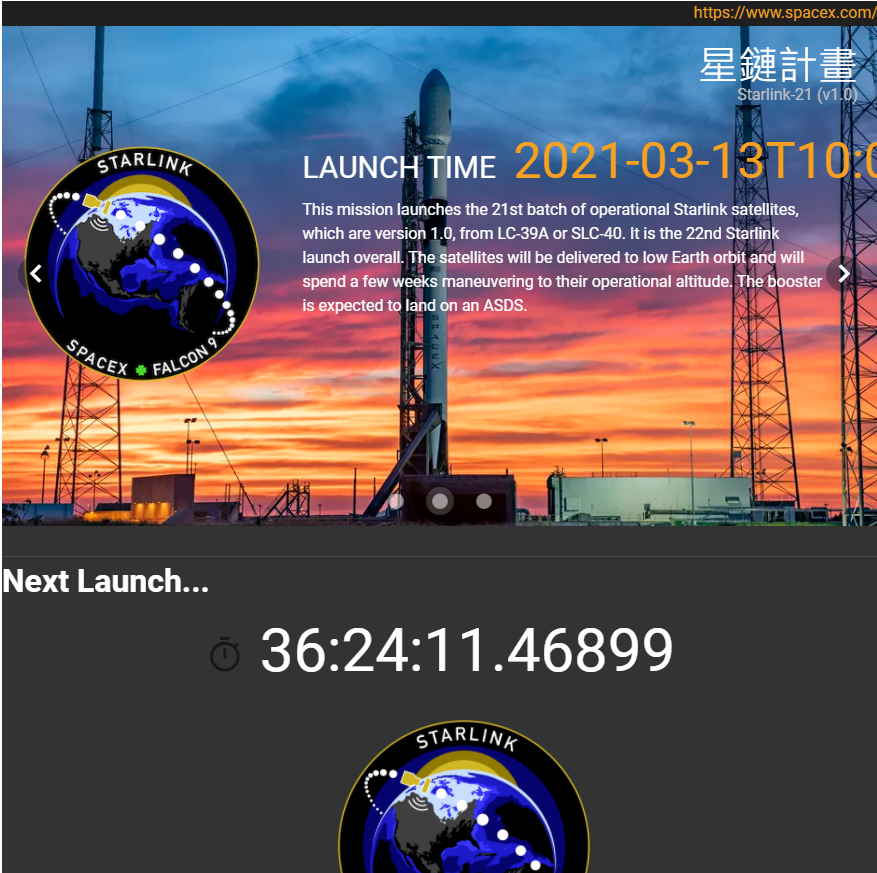 https://www.spacex.com/
星鏈計畫
Starlink-21 (v1.0)
LAUNCH TIME 2021-03-13T10:0
This mission launches the 21st batch of operational Starlink satellites,
which are version 1.0, from LC-39A or SLC-40. It is the 22nd Starlink
launch overall. The satellites will be delivered to low Earth orbit and will
spend a few weeks maneuvering to their operational altitude. The booster
is expected to land on an ASDS.
STARLINK
SPACEX FALCON 9
SPACEX
Next Launch...
36:24:11.46899
STARLINK